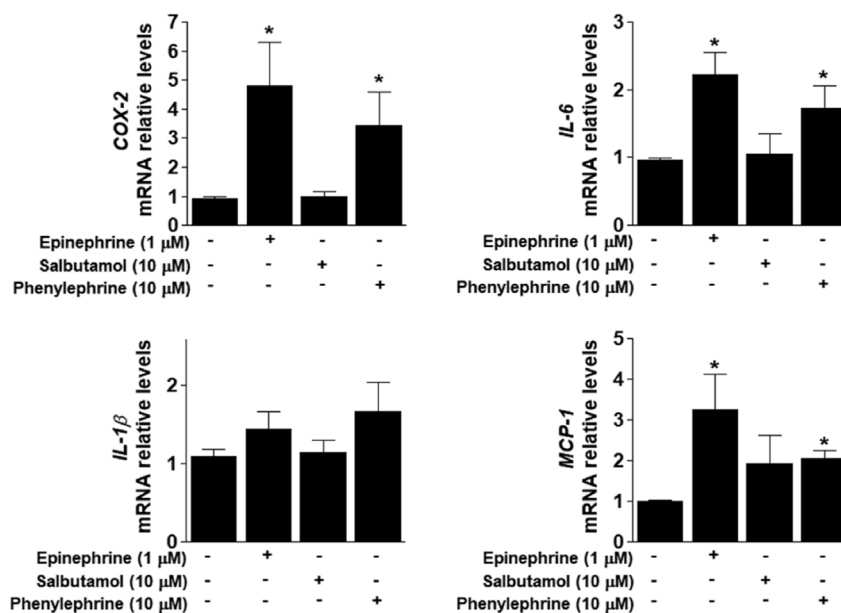 COX-2
mRNA relative levels
7
6
5
4
3
2
1
0
*
*
Epinephrine (1 μM) - + - -
Salbutamol (10 μM) - - + -
Phenylephrine (10 μM) - - - +
IL-6
mRNA relative levels
3
2
1
0
*
*
Epinephrine (1 μM) - + - -
Salbutamol (10 μM) - - + -
Phenylephrine (10 μM) - - - +
IL-1β
mRNA relative levels
2
1
0
Epinephrine (1 μM) - + - -
Salbutamol (10 μM) - - + -
Phenylephrine (10 μM) - - - +
MCP-1
mRNA relative levels
5
4
3
2
1
0
*
*
Epinephrine (1 μM) - + - -
Salbutamol (10 μM) - - + -
Phenylephrine (10 μM) - - - +